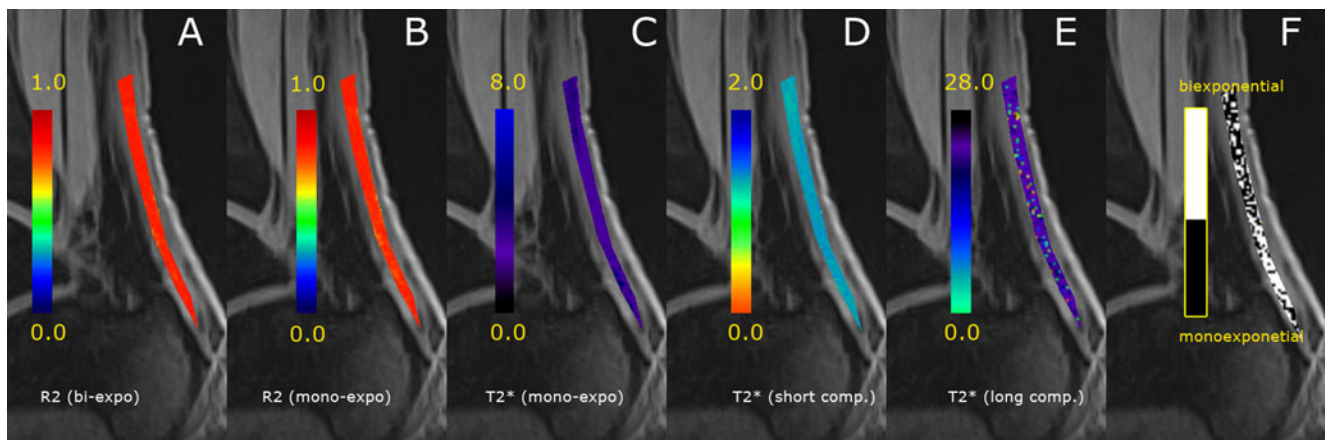 A
B
C
D
E
F
1.0
1.0
8.0
2.0
28.0
biexponential
0.0
0.0
0.0
0.0
0.0
monoexponetial
R2 (bi-expo)
R2 (mono-expo)
T2* (mono-expo)
T2* (short comp.)
T2* (long comp.)